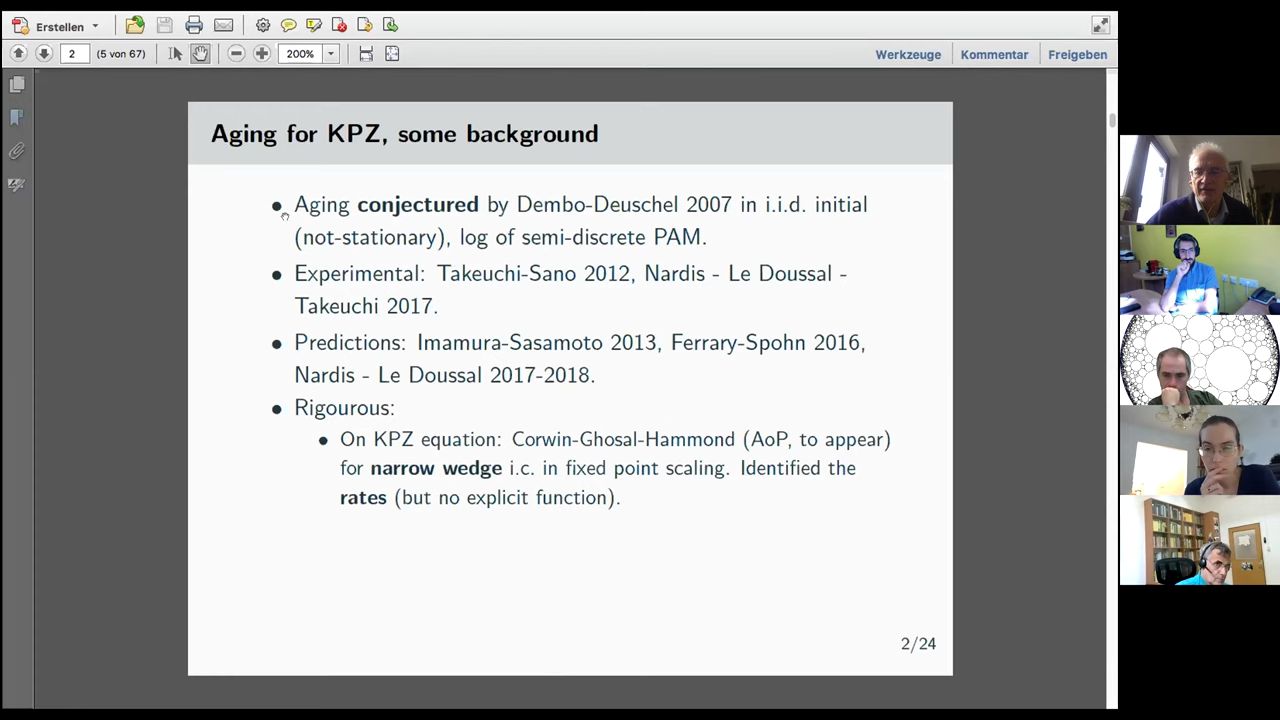 Erstellen
2
(5 von 67)
200%
Werkzeuge
Kommentar
Freigeben
Aging for KPZ, some background
• Aging conjectured by Dembo-Deuschel 2007 in i.i.d. initial
(not-stationary), log of semi-discrete PAM.
• Experimental: Takeuchi-Sano 2012, Nardis - Le Doussal -
Takeuchi 2017.
• Predictions: Imamura-Sasamoto 2013, Ferrary-Spohn 2016,
Nardis - Le Doussal 2017-2018.
• Rigourous:
• On KPZ equation: Corwin-Ghosal-Hammond (AoP, to appear)
for narrow wedge i.c. in fixed point scaling. Identified the
rates (but no explicit function).
2/24